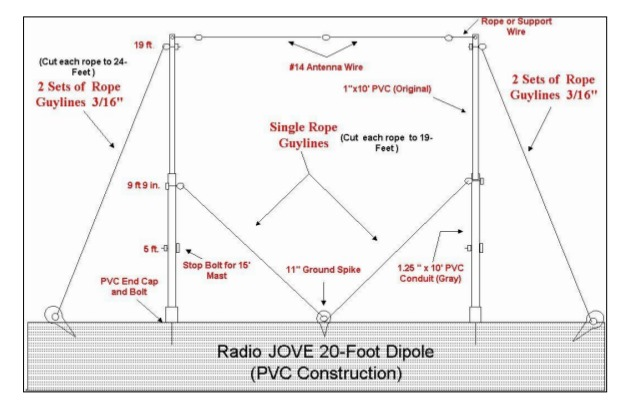 Rope or Support
Wire
19 ft.
(Cut each rope to 24-
Feet )
2 Sets of Rope
Guylines 3/16"
#14 Antenna Wire
1"x10' PVC (Original)
2 Sets of Rope
Guylines 3/16"
Single Rope
Guylines
(Cut each rope to 19-
Feet )
9 ft 9 in.
5 ft.
Stop Bolt for 15'
Mast
11" Ground Spike
1.25 " x 10' PVC
Conduit (Gray)
PVC End Cap
and Bolt
Radio JOVE 20-Foot Dipole
(PVC Construction)